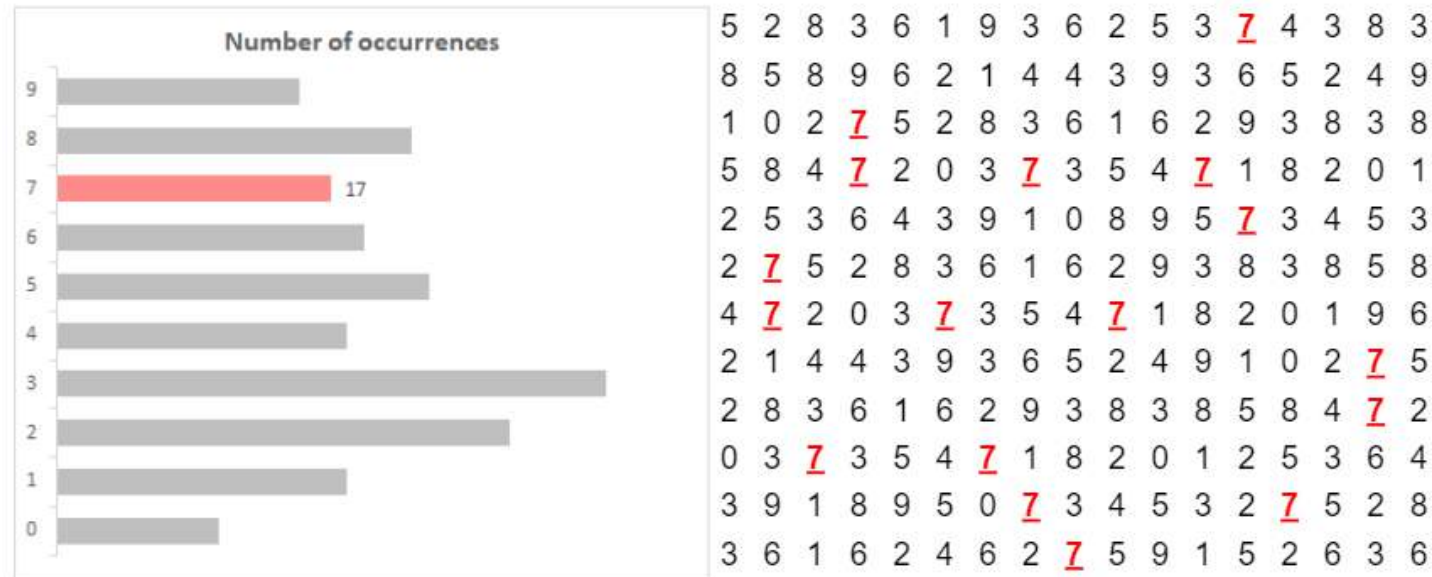 Number of occurrences
9
8
7 17
6
5
4
3
2
1
0
5 2 8 3 6 1 9 3 6 2 5 3 7 4 3 8 3
8 5 8 9 6 2 1 4 4 3 9 3 6 5 2 4 9
1 0 2 7 5 2 8 3 6 1 6 2 9 3 8 3 8
5 8 4 7 2 0 3 7 3 5 4 7 1 8 2 0 1
2 5 3 6 4 3 9 1 0 8 9 5 7 3 4 5 3
2 7 5 2 8 3 6 1 6 2 9 3 8 3 8 5 8
4 7 2 0 3 7 3 5 4 7 1 8 2 0 1 9 6
2 1 4 4 3 9 3 6 5 2 4 9 1 0 2 7 5
2 8 3 6 1 6 2 9 3 8 3 8 5 8 4 7 2
0 3 7 3 5 4 7 1 8 2 0 1 2 5 3 6 4
3 9 1 8 9 5 0 7 3 4 5 3 2 7 5 2 8
3 6 1 6 2 4 6 2 7 5 9 1 5 2 6 3 6